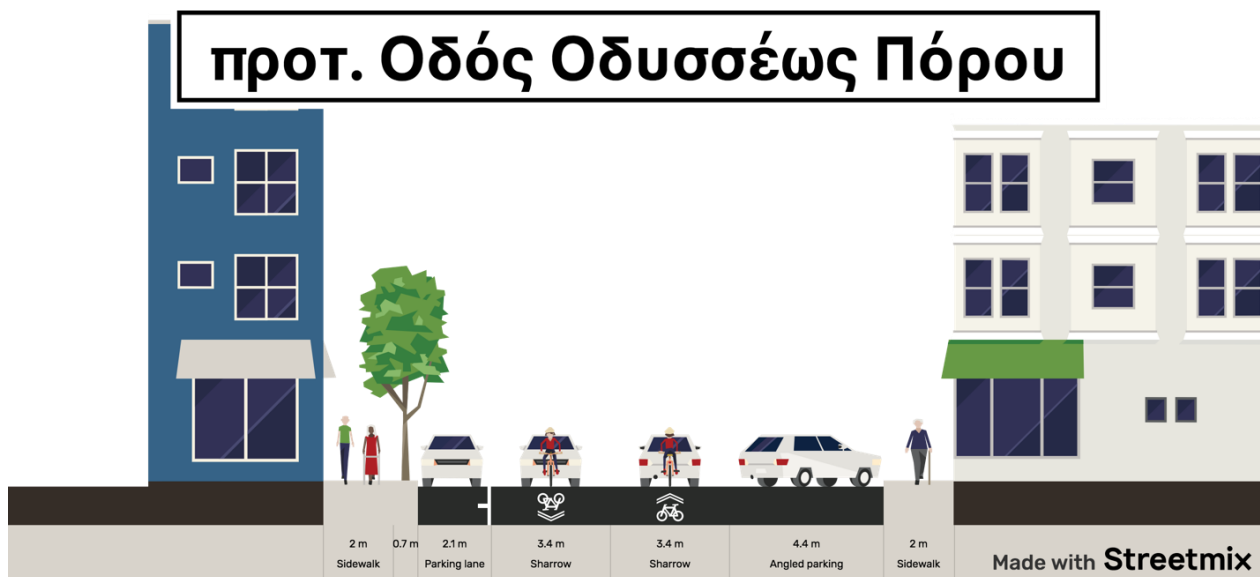 προτ. Οδός Οδυσσέως Πόρου
2 m
Sidewalk
0.7 m
2.1 m
Parking lane
3.4 m
Sharrow
3.4 m
Sharrow
4.4 m
Angled parking
2 m
Sidewalk
Made with Streetmix